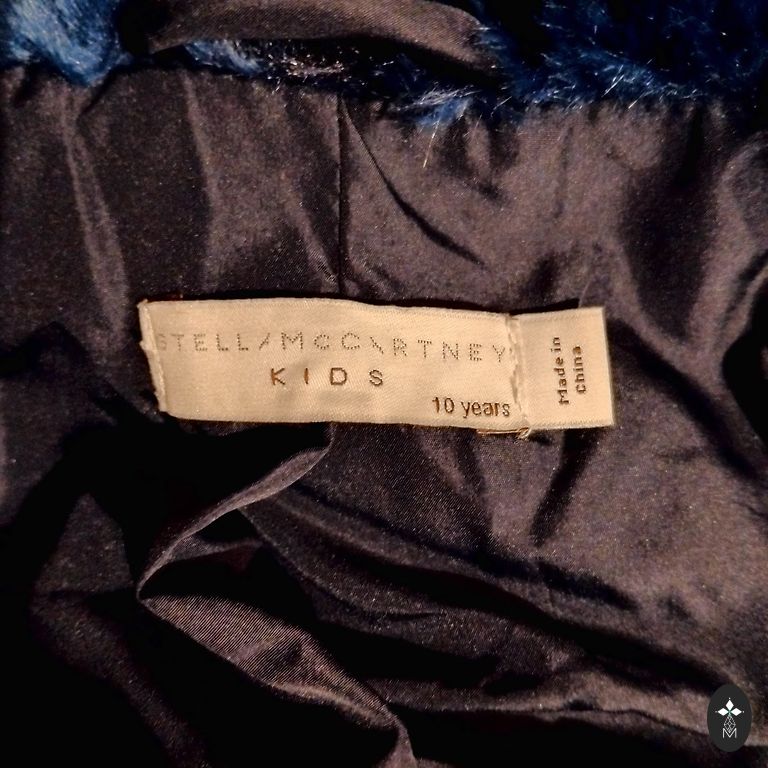 STELLA McCARTNEY
KIDS
10 years
Made in
China